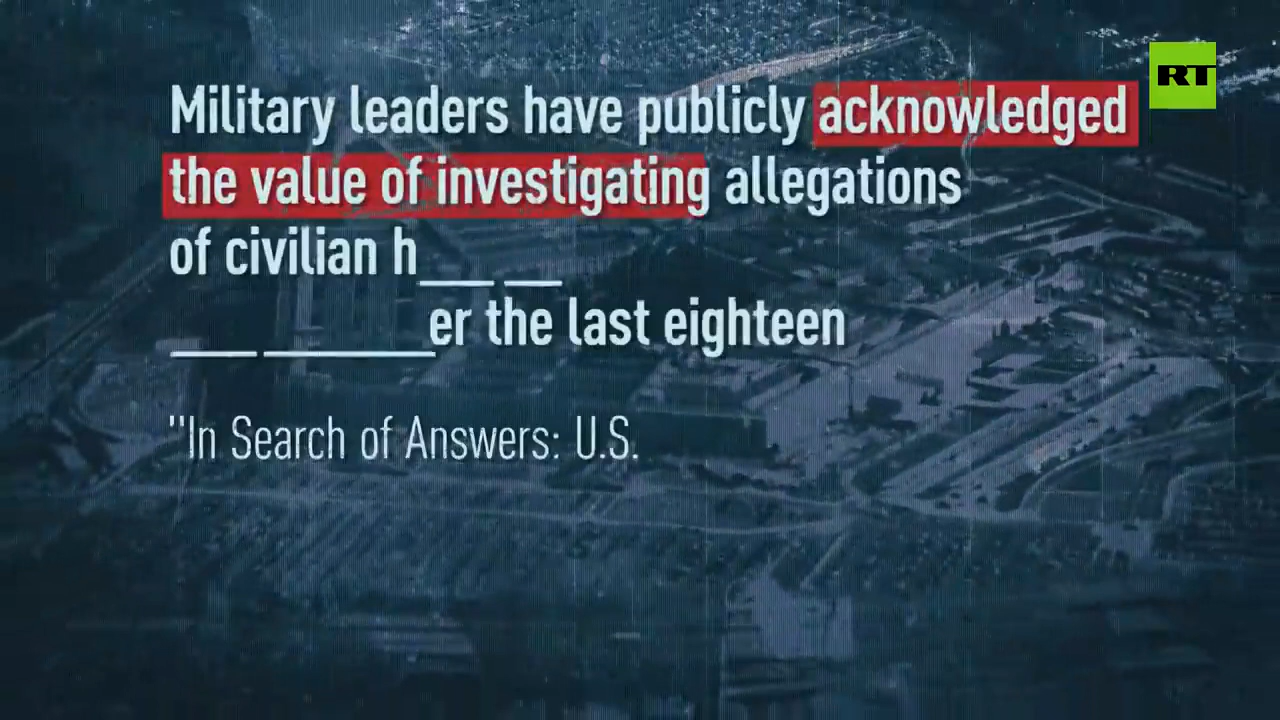 RT
Military leaders have publicly acknowledged
the value of investigating allegations
of civilian h
er the last eighteen
"In Search of Answers: U.S.